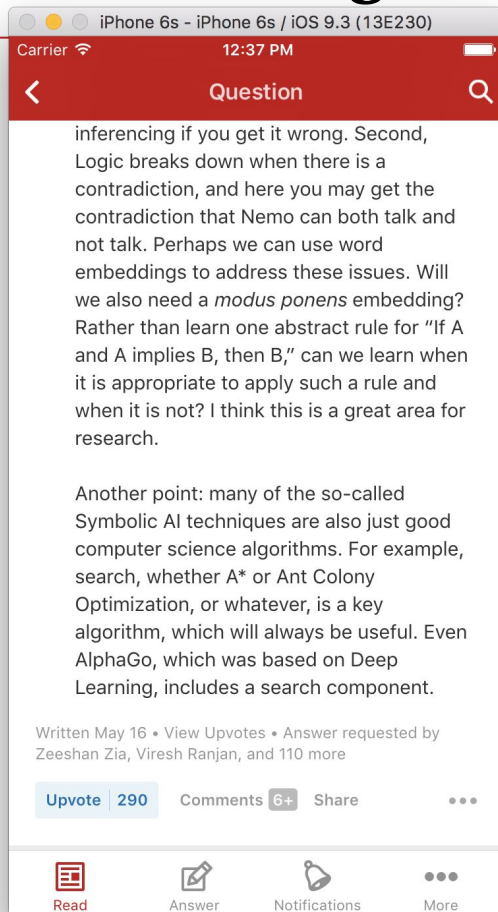 iPhone 6s - iPhone 6s / iOS 9.3 (13E230)
Carrier 12:37 PM
Question
inferencing if you get it wrong. Second,
Logic breaks down when there is a
contradiction, and here you may get the
contradiction that Nemo can both talk and
not talk. Perhaps we can use word
embeddings to address these issues. Will
we also need a modus ponens embedding?
Rather than learn one abstract rule for “If A
and A implies B, then B,” can we learn when
it is appropriate to apply such a rule and
when it is not? I think this is a great area for
research.
Another point: many of the so-called
Symbolic AI techniques are also just good
computer science algorithms. For example,
search, whether A* or Ant Colony
Optimization, or whatever, is a key
algorithm, which will always be useful. Even
AlphaGo, which was based on Deep
Learning, includes a search component.
Written May 16 • View Upvotes • Answer requested by
Zeeshan Zia, Viresh Ranjan, and 110 more
Upvote 290 Comments 6+ Share
Read Answer Notifications More